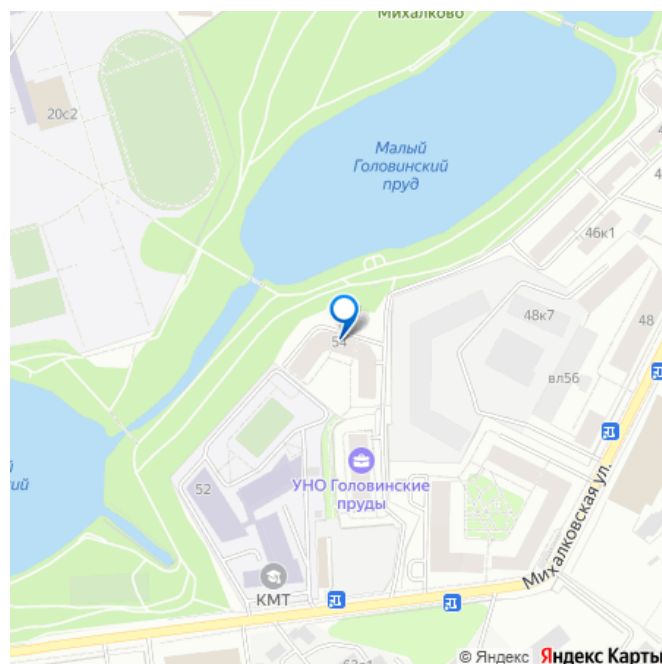 Михалково
20с2
Малый
Головинский
пруд
46к1
48к7
48
54
вл56
УНО Головинские
пруды
52
КМТ
Михалковская ул.
© Яндекс Яндекс Карты